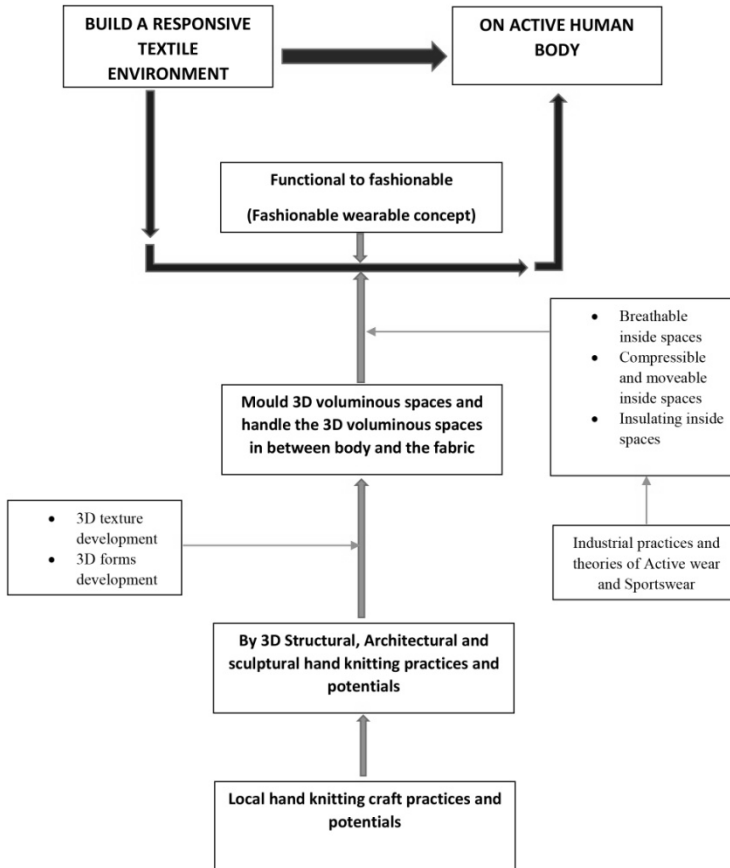 BUILD A RESPONSIVE
TEXTILE
ENVIRONMENT
ON ACTIVE HUMAN
BODY
Functional to fashionable
(Fashionable wearable concept)
• Breathable
inside spaces
• Compressible
and moveable
inside spaces
• Insulating inside
spaces
Mould 3D voluminous spaces and
handle the 3D voluminous spaces
in between body and the fabric
• 3D texture
development
• 3D forms
development
Industrial practices and
theories of Active wear
and Sportswear
By 3D Structural, Architectural and
sculptural hand knitting practices and
potentials
Local hand knitting craft practices and
potentials